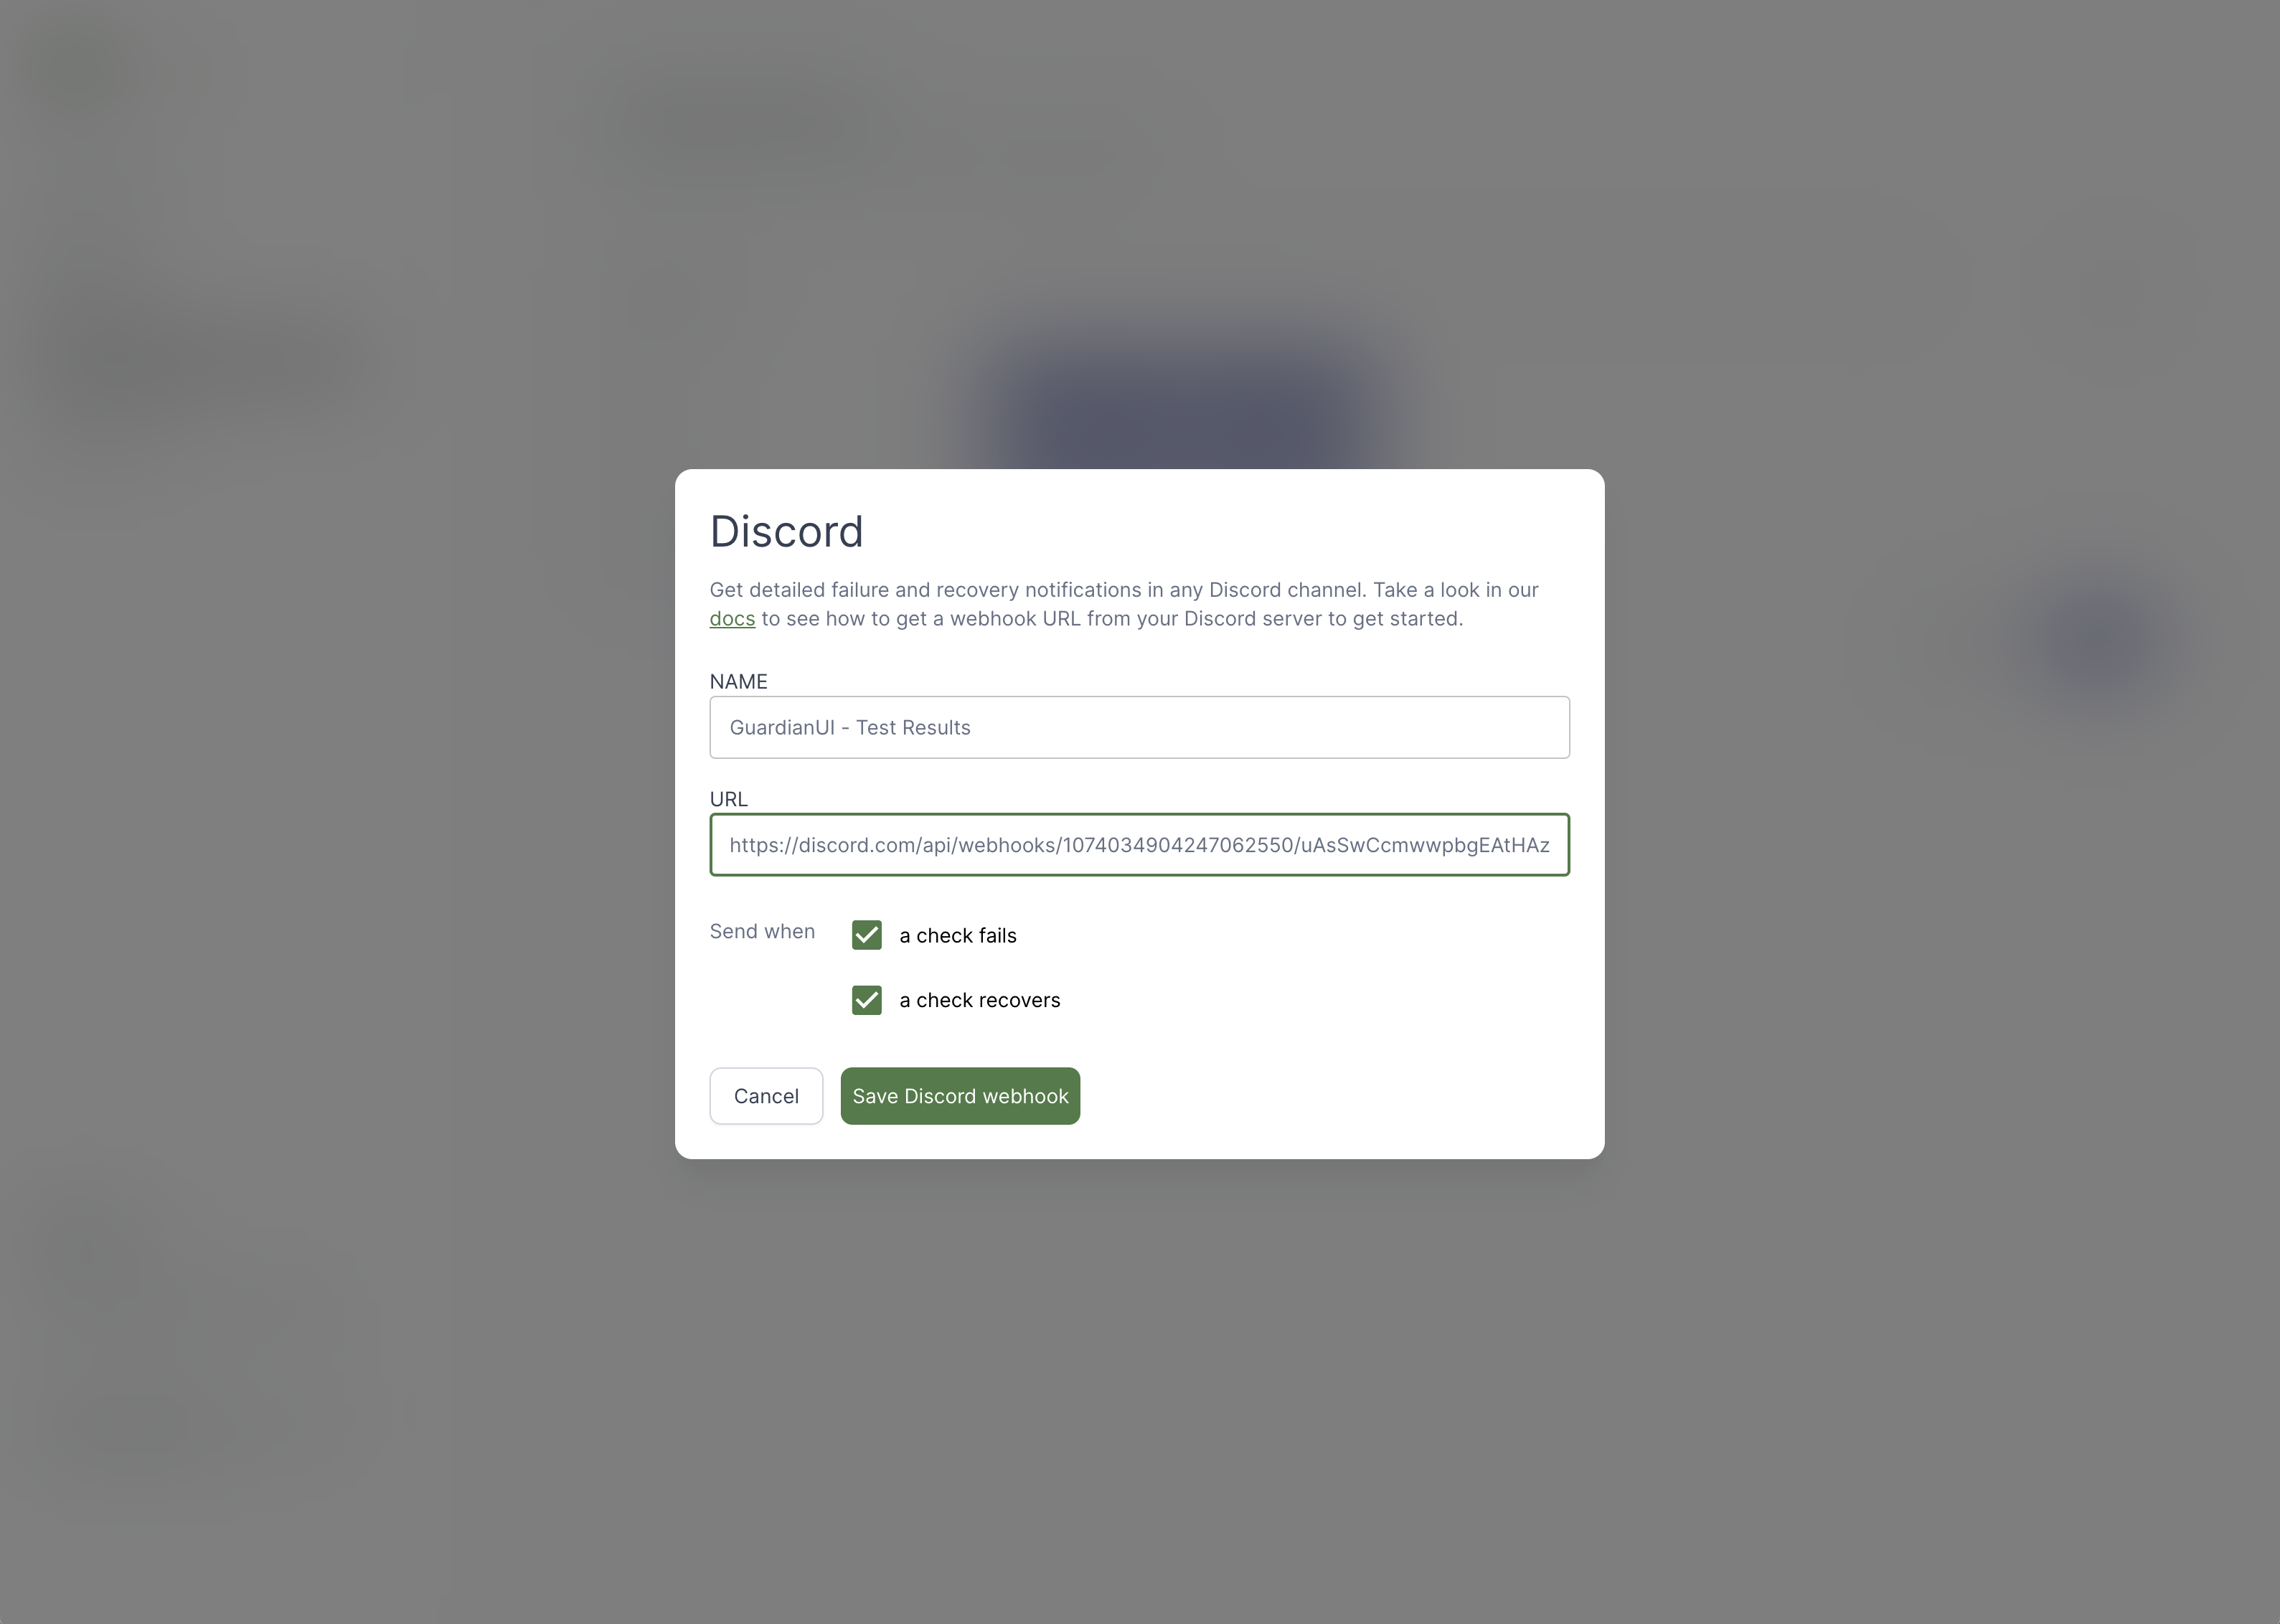 Discord
Get detailed failure and recovery notifications in any Discord channel. Take a look in our
docs to see how to get a webhook URL from your Discord server to get started.
NAME
GuardianUI - Test Results
URL
https://discord.com/api/webhooks/1074034904247062550/uAsSwCcmwwpbgEAtHAz
Send when
a check fails
a check recovers
Cancel
Save Discord webhook